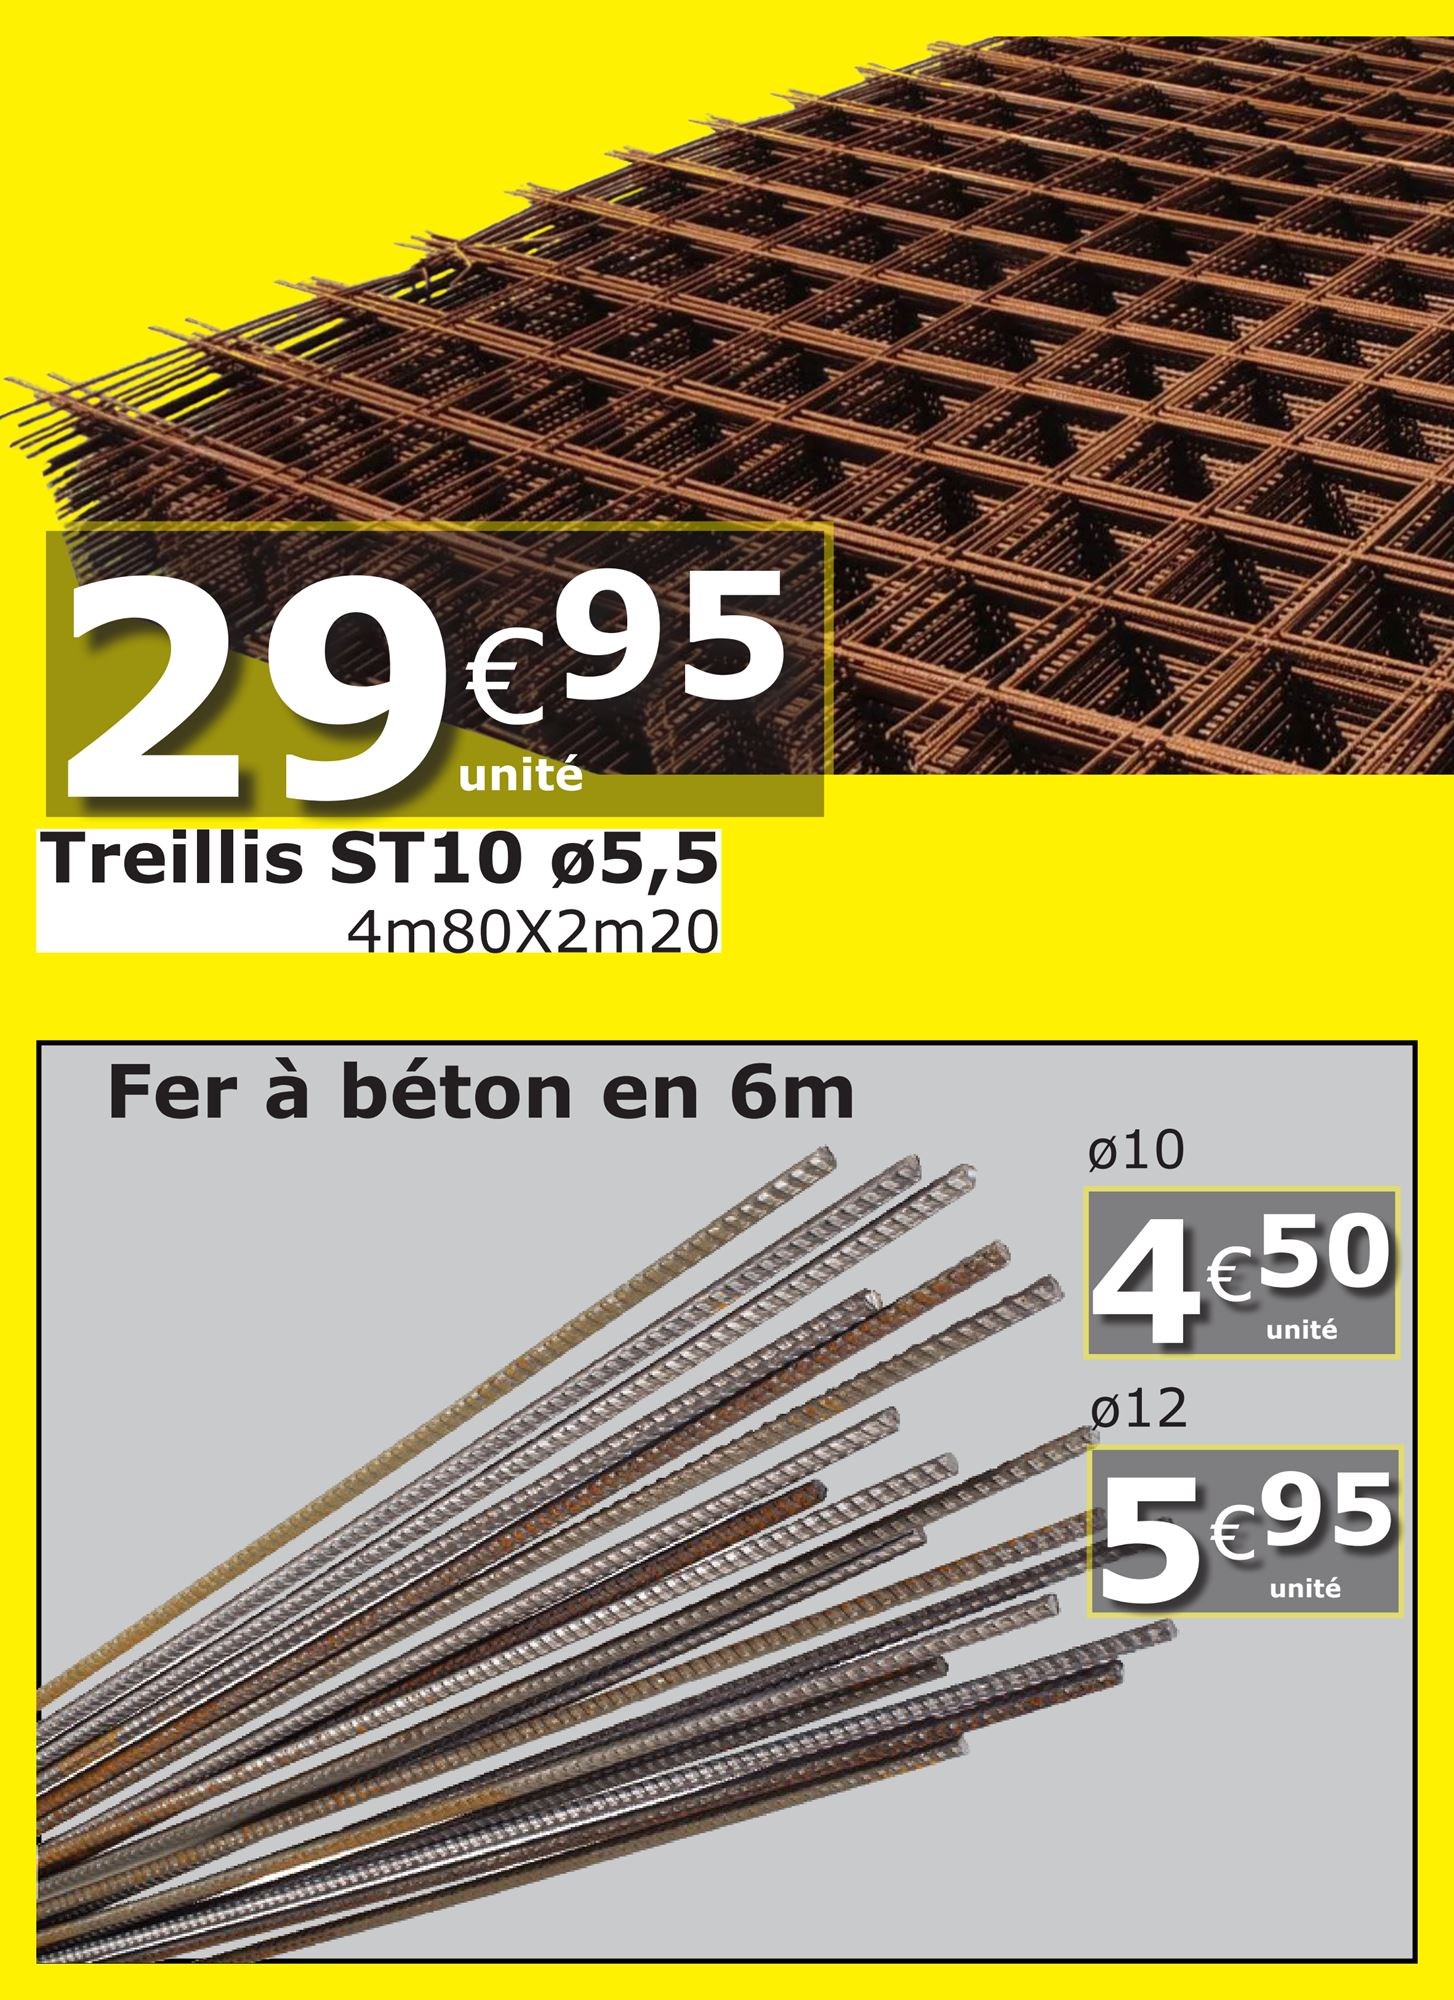 29€95
unité
Treillis ST10 ø5,5
4m80X2m20
Fer à béton en 6m
ø10
4€50
unité
ø12
5€95
unité